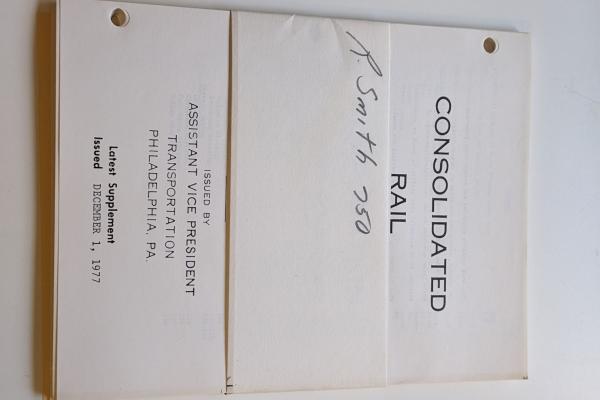 CONSOLIDATED
RAIL
R. Smith 750
ISSUED BY
ASSISTANT VICE PRESIDENT
TRANSPORTATION
PHILADELPHIA, PA.
Latest Supplement
Issued DECEMBER 1, 1977